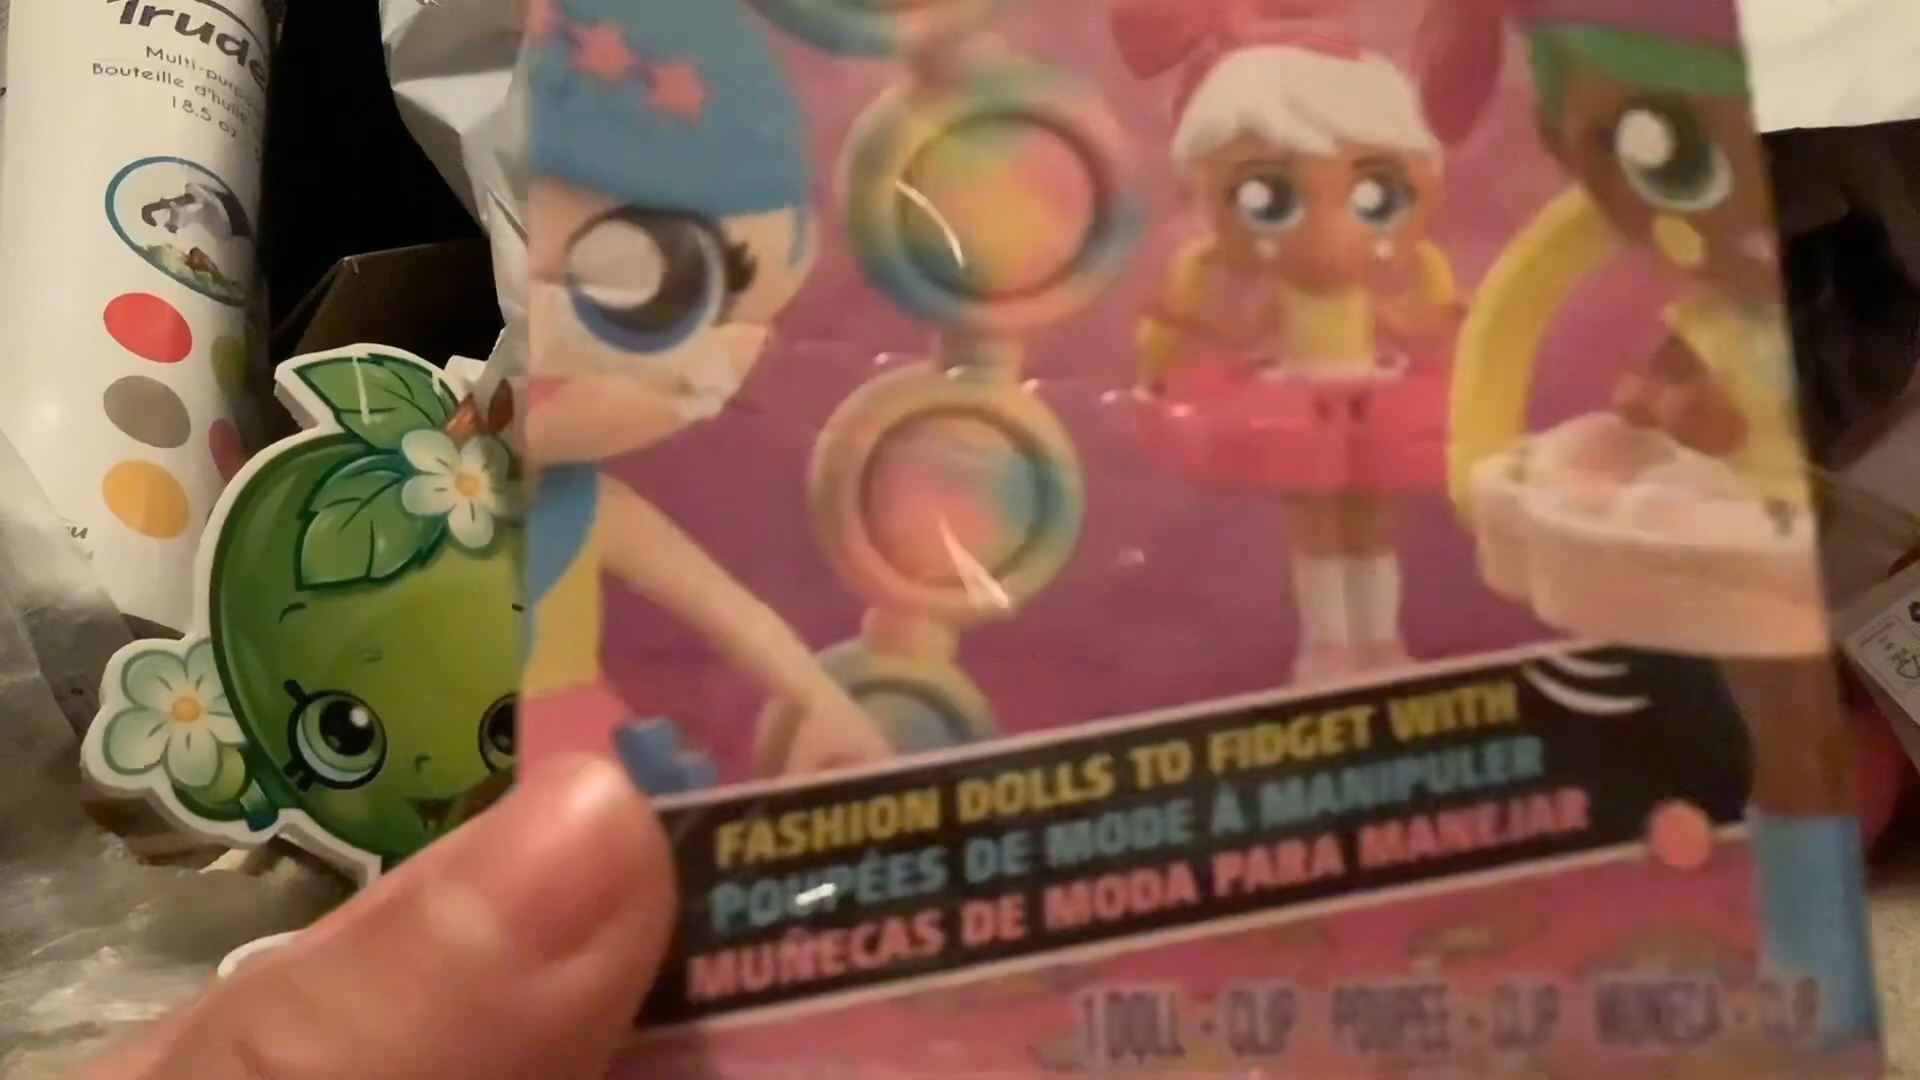 Trude
Multi-purp
Bouteille d'huile
18.5 oz
FASHION DOLLS TO FIDGET WITH
POUPÉES DE MODE À MANIPULER
MUÑECAS DE MODA PARA MANEJAR
1 DOLL • CLIP POUPÉE • CLIP MUÑECA • CLIP